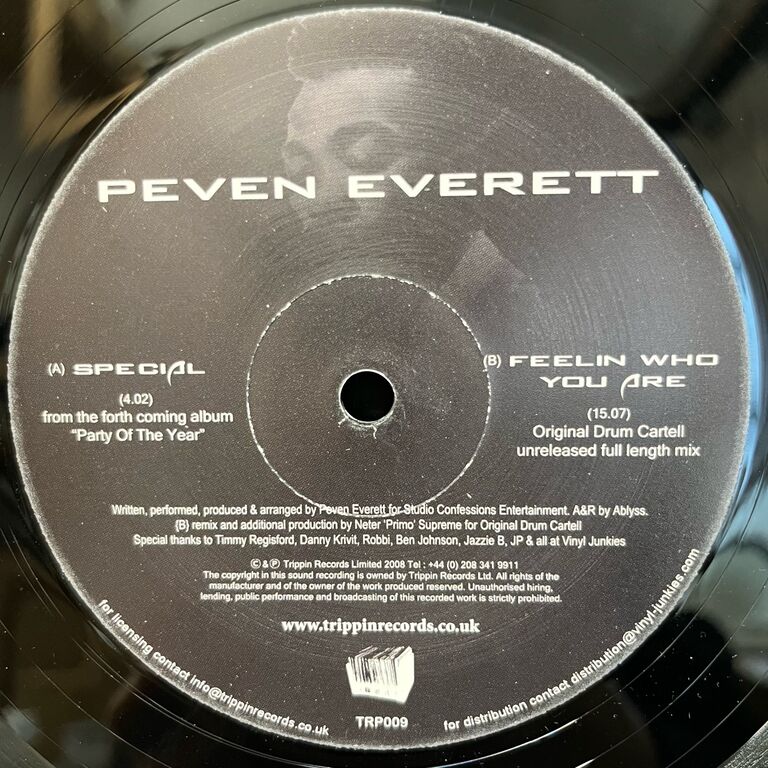 PEVEN EVERETT
(A) SPECIAL
(4.02)
from the forth coming album
“Party Of The Year”
(B) FEELIN WHO
YOU ARE
(15.07)
Original Drum Cartell
unreleased full length mix
Written, performed, produced & arranged by Peven Everett for Studio Confessions Entertainment. A&R by Ablyss.
(B) remix and additional production by Neter 'Primo' Supreme for Original Drum Cartell
Special thanks to Timmy Regisford, Danny Krivit, Robbi, Ben Johnson, Jazzie B, JP & all at Vinyl Junkies
© & ℗ Trippin Records Limited 2008 Tel : +44 (0) 208 341 9911
The copyright in this sound recording is owned by Trippin Records Ltd. All rights of the
manufacturer and of the owner of the work produced reserved. Unauthorised hiring,
lending, public performance and broadcasting of this recorded work is strictly prohibited.
www.trippinrecords.co.uk
for licensing contact info@trippinrecords.co.uk
TRP009
for distribution contact distribution@vinyl-junkies.com